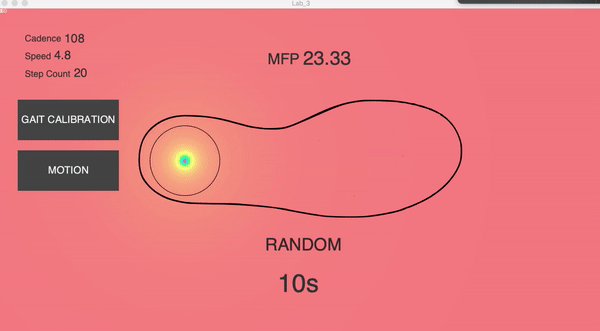 Lab_3
Cadence 108
Speed 4.8
Step Count 20
MFP 23.33
GAIT CALIBRATION
MOTION
RANDOM
10s